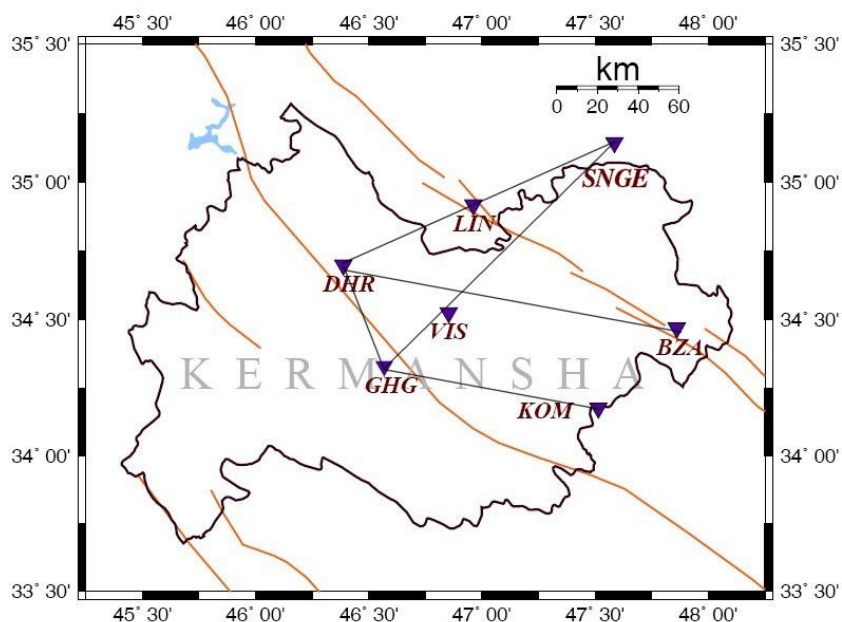 45˚ 30' 46˚ 00' 46˚ 30' 47˚ 00' 47˚ 30' 48˚ 00'
35˚ 30' 35˚ 30'
km
0 20 40 60
SNGE
35˚ 00' 35˚ 00'
LIN
DHR
34˚ 30' VIS 34˚ 30'
BZA
KERMANSHA
GHG
KOM
34˚ 00' 34˚ 00'
33˚ 30' 33˚ 30'
45˚ 30' 46˚ 00' 46˚ 30' 47˚ 00' 47˚ 30' 48˚ 00'